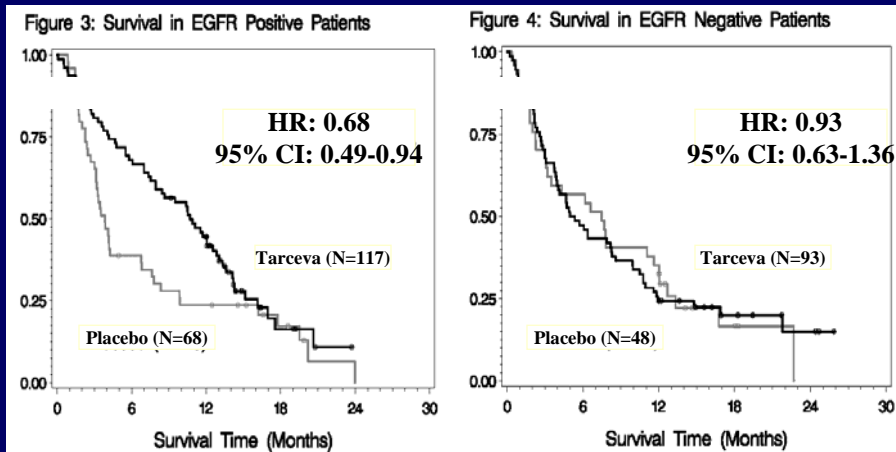 Figure 3: Survival in EGFR Positive Patients
1.00
0.75
0.50
0.25
0.00
HR: 0.68
95% CI: 0.49-0.94
Tarceva (N=117)
Placebo (N=68)
0
6
12
18
24
30
Survival Time (Months)
Figure 4: Survival in EGFR Negative Patients
1.00
0.75
0.50
0.25
0.00
HR: 0.93
95% CI: 0.63-1.36
Tarceva (N=93)
Placebo (N=48)
0
6
12
18
24
30
Survival Time (Months)